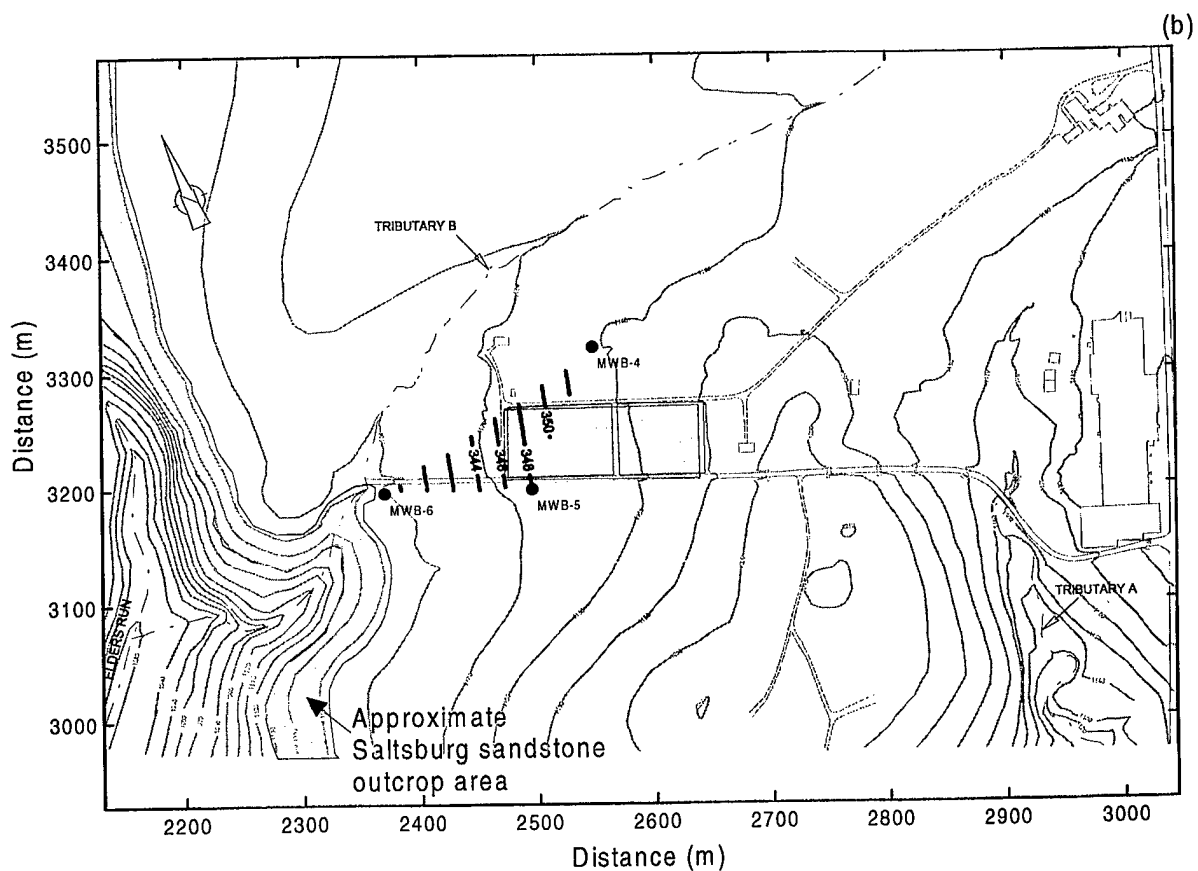 (b)
3500
3400
3300
3200
3100
3000
Distance (m)
TRIBUTARY B
MWB-4
350°
344
346
348
MWB-6
MWB-5
TRIBUTARY A
ELDERS RUN
Approximate
Saltsburg sandstone
outcrop area
2200 2300 2400 2500 2600 2700 2800 2900 3000
Distance (m)